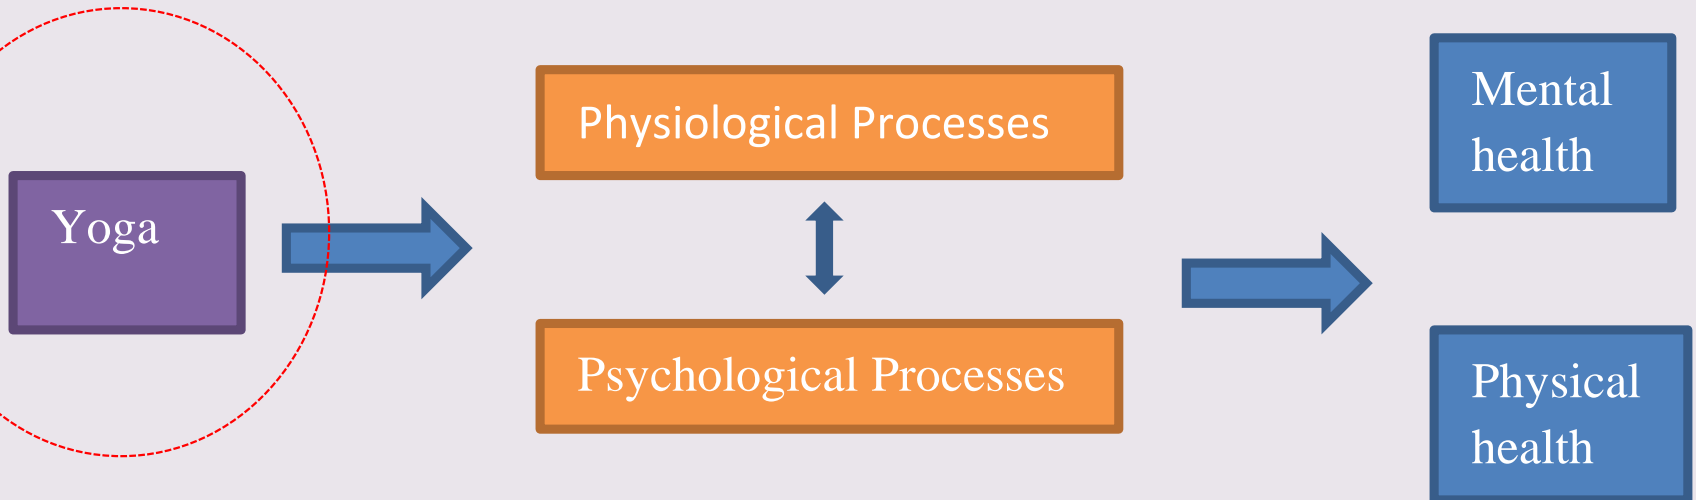 Yoga
Physiological Processes
Psychological Processes
Mental
health
Physical
health